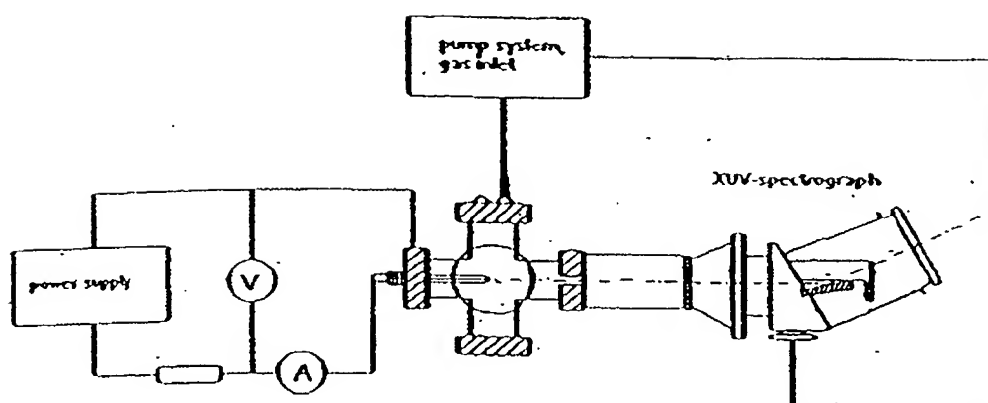 pump system,
gas inlet
XUV-spectrograph
power supply
V
A